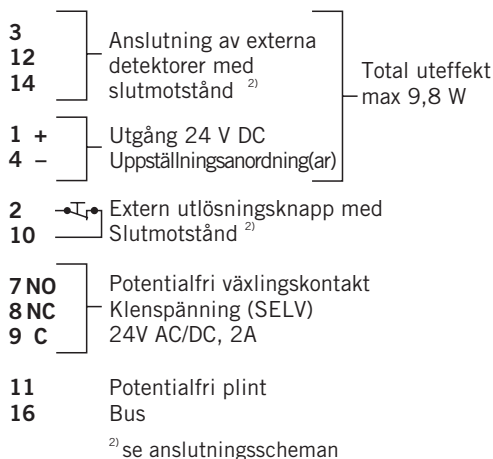 3
12
14
Anslutning av externa
detektorer med
slutmotstånd 2)
Total uteffekt
max 9,8 W
1 +
4 –
Utgång 24 V DC
Uppställningsanordning(ar)
2
10
Extern utlösningsknapp med
Slutmotstånd 2)
7 NO
8 NC
9 C
Potentialfri växlingskontakt
Klenspänning (SELV)
24V AC/DC, 2A
11 Potentialfri plint
16 Bus
2) se anslutningsscheman